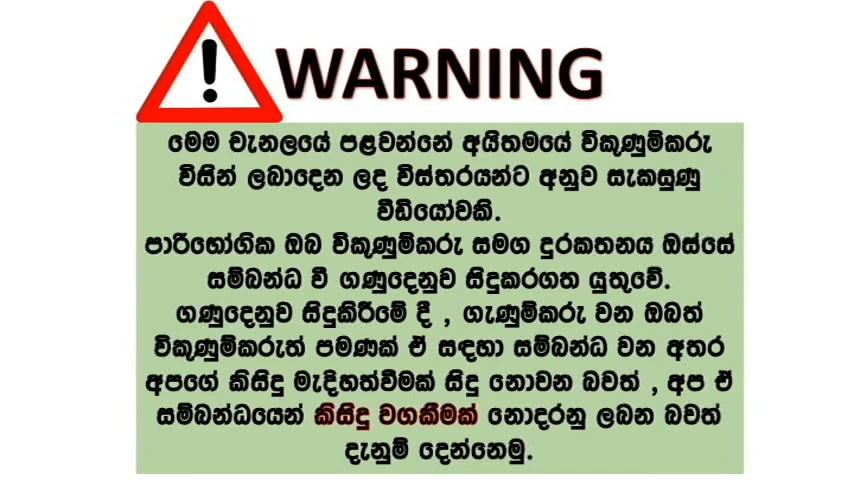 WARNING
මෙම චැනලයේ පළවන්නේ අයිතමයේ විකුණුම්කරු
විසින් ලබාදෙන ලද විස්තරයන්ට අනුව සැකසුණු
වීඩියෝවකි.
පාරිභෝගික ඔබ විකුණුම්කරු සමග දුරකතනය ඔස්සේ
සම්බන්ධ වී ගණුදෙනුව සිදුකරගත යුතුවේ.
ගණුදෙනුව සිදුකිරීමේ දී , ගැණුම්කරු වන ඔබත්
විකුණුම්කරුත් පමණක් ඒ සඳහා සම්බන්ධ වන අතර
අපගේ කිසිදු මැදිහත්වීමක් සිදු නොවන බවත් , අප ඒ
සම්බන්ධයෙන් කිසිදු වගකීමක් නොදරනු ලබන බවත්
දැනුම් දෙන්නෙමු.